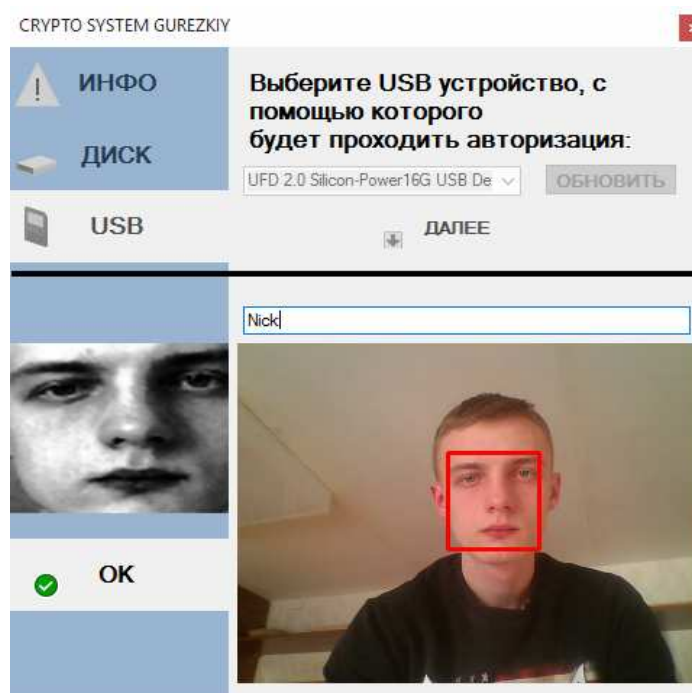 CRYPTO SYSTEM GUREZKIY
ИНФО
ДИСК
USB
Выберите USB устройство, с
помощью которого
будет проходить авторизация:
UFD 2.0 Silicon-Power16G USB De
ОБНОВИТЬ
ДАЛЕЕ
Nick
OK